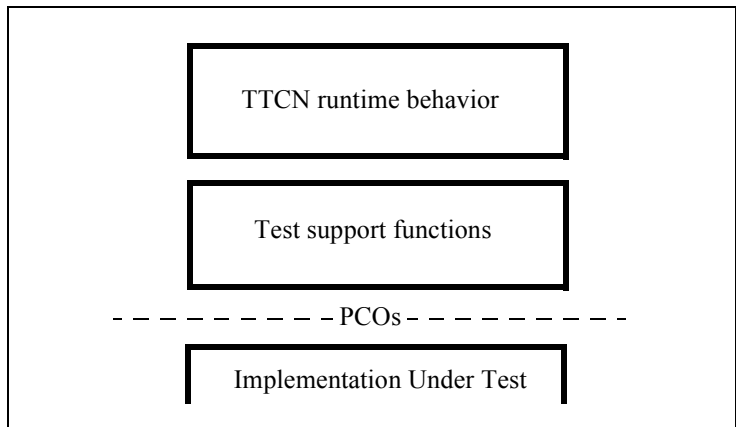 TTCN runtime behavior
Test support functions
PCOs
Implementation Under Test